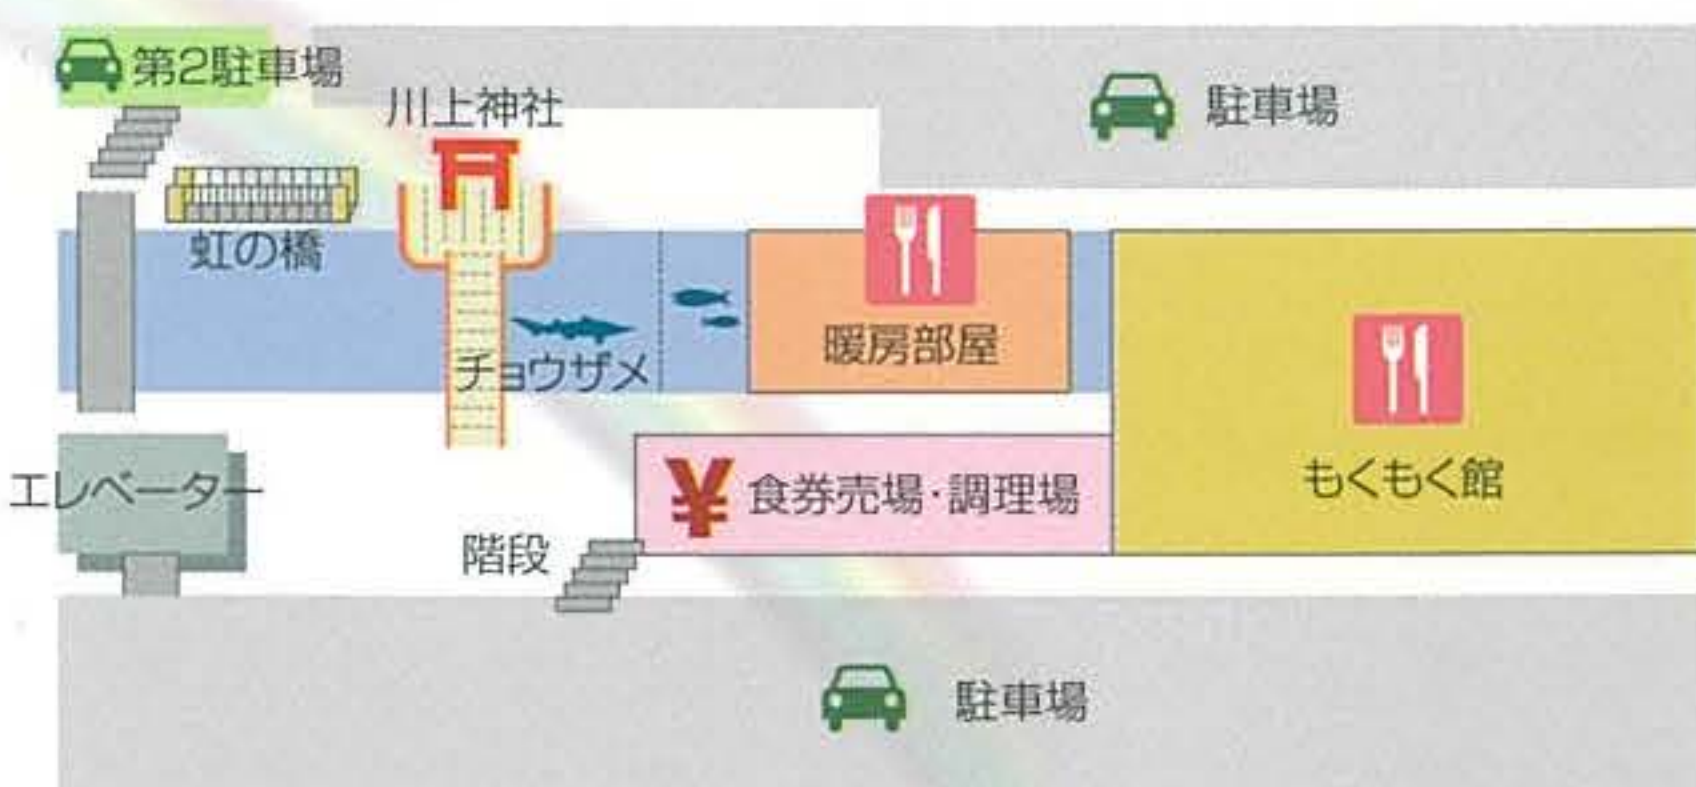 第2駐車場
川上神社
駐車場
虹の橋
チョウザメ
暖房部屋
もくもく館
エレベーター
¥ 食券売場・調理場
階段
駐車場